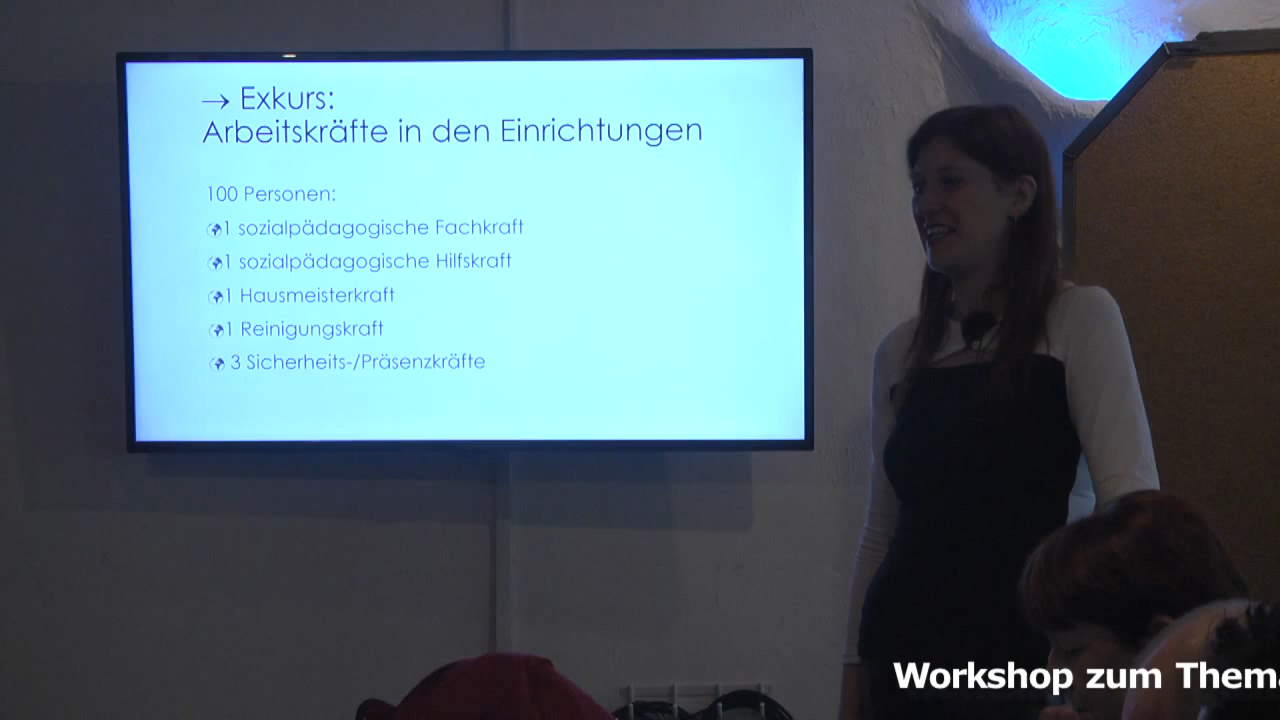 → Exkurs:
Arbeitskräfte in den Einrichtungen
100 Personen:
1 sozialpädagogische Fachkraft
1 sozialpädagogische Hilfskraft
1 Hausmeisterkraft
1 Reinigungskraft
3 Sicherheits-/Präsenzkräfte
Workshop zum Thema